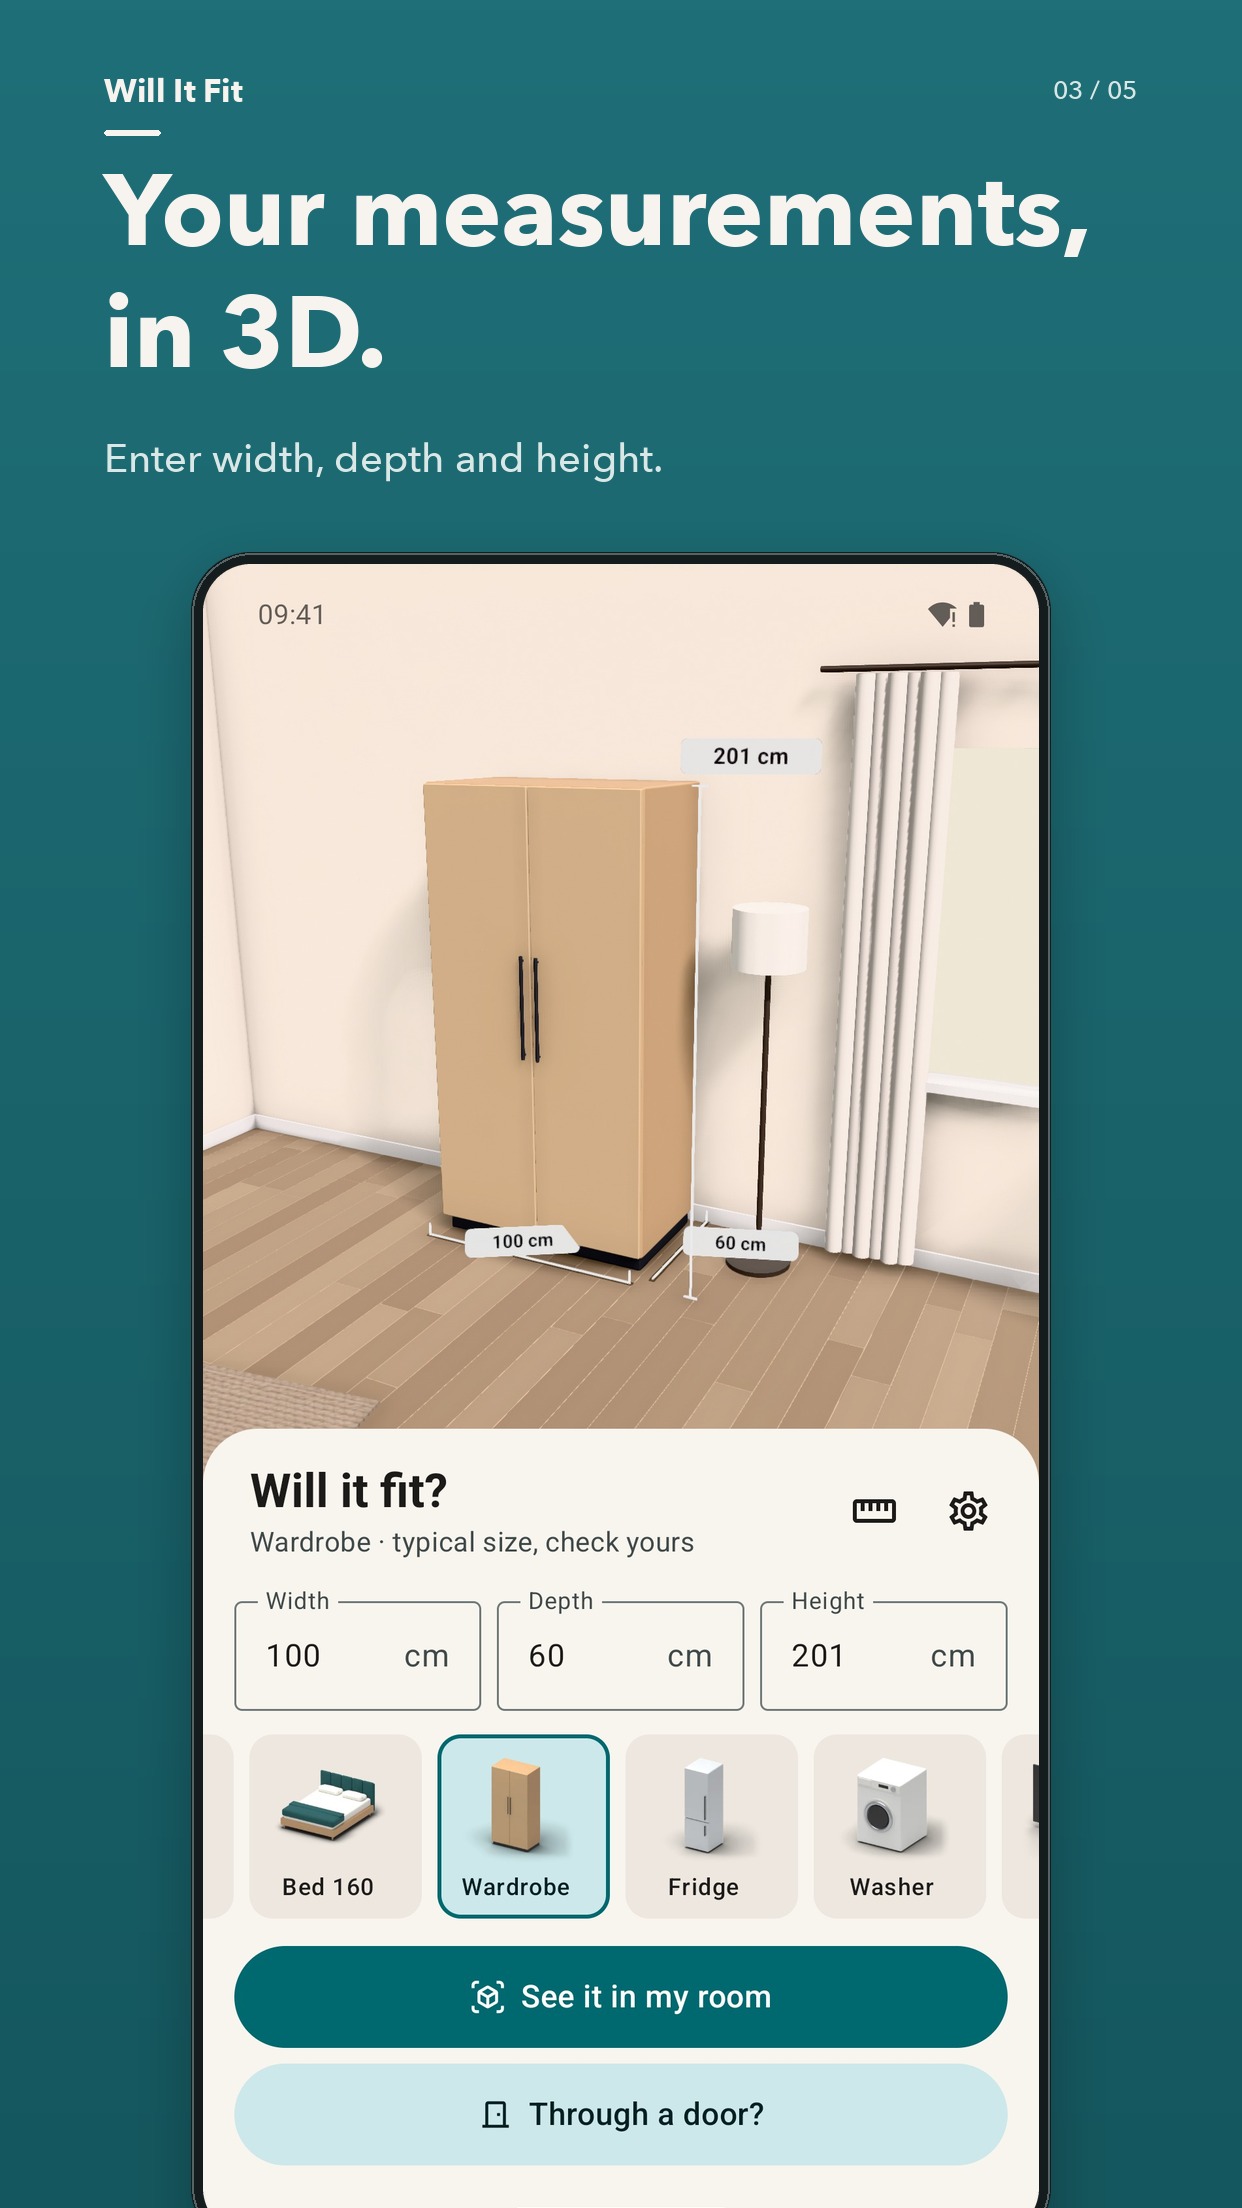 Will It Fit
03 / 05
Your measurements,
in 3D.
Enter width, depth and height.
09:41
201 cm
100 cm
60 cm
Will it fit?
Wardrobe · typical size, check yours
Width
Depth
Height
100 cm
60 cm
201 cm
Bed 160
Wardrobe
Fridge
Washer
See it in my room
Through a door?